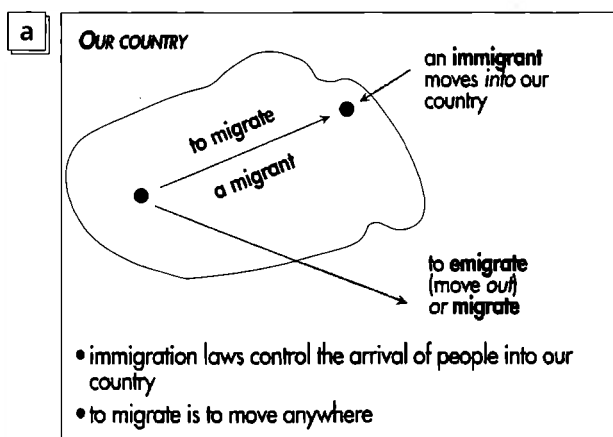 a
OUR COUNTRY
an immigrant
moves into our
country
to migrate
a migrant
to emigrate
(move out)
or migrate
• immigration laws control the arrival of people into our
country
• to migrate is to move anywhere